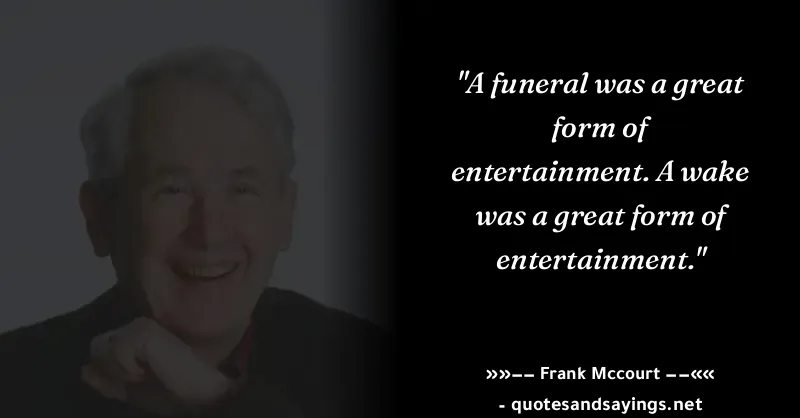 "A funeral was a great
form of
entertainment. A wake
was a great form of
entertainment."
»»–– Frank Mccourt ––««
- quotesandsayings.net